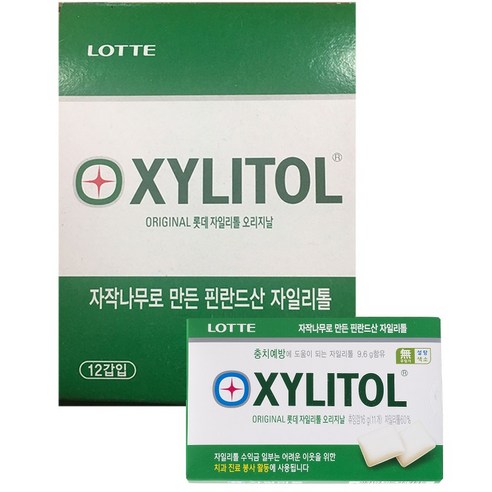 LOTTE
XYLITOL®
ORIGINAL 롯데 자일리톨 오리지날
자작나무로 만든 핀란드산 자일리톨
12갑입
LOTTE 자작나무로 만든 핀란드산 자일리톨
충치예방에 도움이 되는 자일리톨 9.6g함유
無
설탕
색소
XYLITOL®
ORIGINAL 롯데 자일리톨 오리지날
자일리톨 수익금 일부는 어려운 이웃을 위한
치과 진료 봉사 활동에 사용됩니다